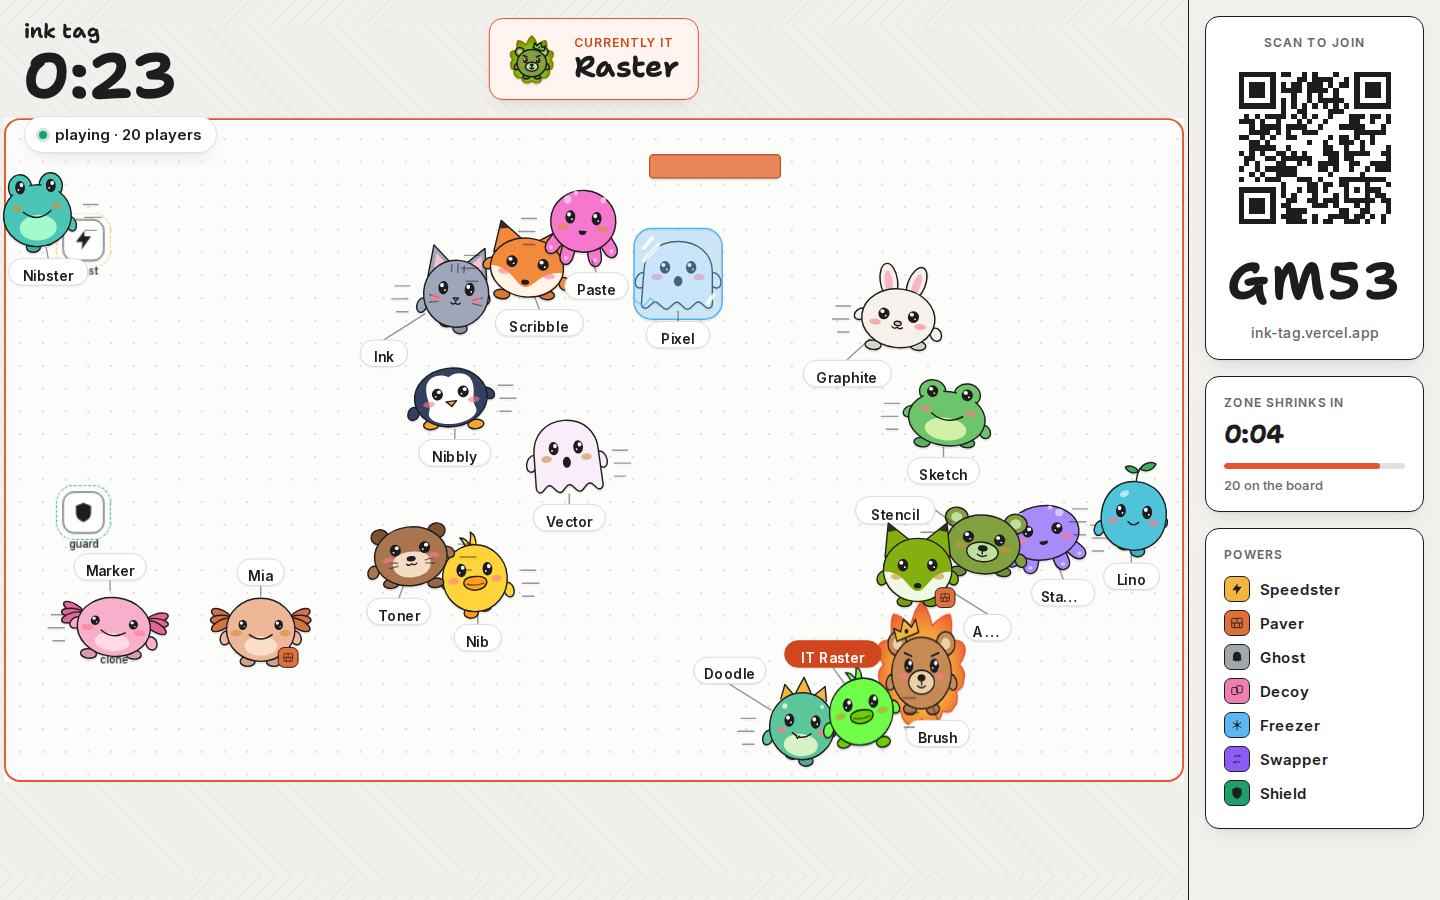 ink tag
0:23
CURRENTLY IT
Raster
playing · 20 players
Nibster
Ink
Scribble
Paste
Pixel
Graphite
Nibbly
Vector
Sketch
guard
Marker
clone
Mia
Toner
Nib
Stencil
Sta...
Lino
A...
IT Raster
Doodle
Brush
SCAN TO JOIN
GM53
ink-tag.vercel.app
ZONE SHRINKS IN
0:04
20 on the board
POWERS
Speedster
Paver
Ghost
Decoy
Freezer
Swapper
Shield